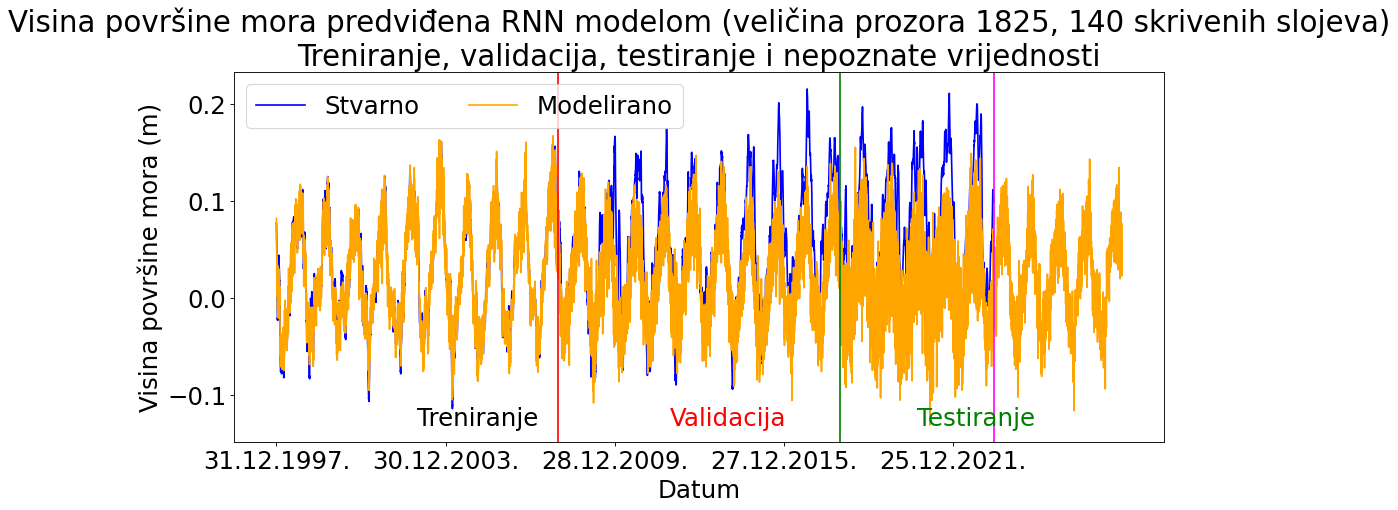 Visina površine mora predviđena RNN modelom (veličina prozora 1825, 140 skrivenih slojeva)
Treniranje, validacija, testiranje i nepoznate vrijednosti
Stvarno
Modelirano
Visina površine mora (m)
0.2
0.1
0.0
−0.1
Treniranje
Validacija
Testiranje
31.12.1997.
30.12.2003.
28.12.2009.
27.12.2015.
25.12.2021.
Datum